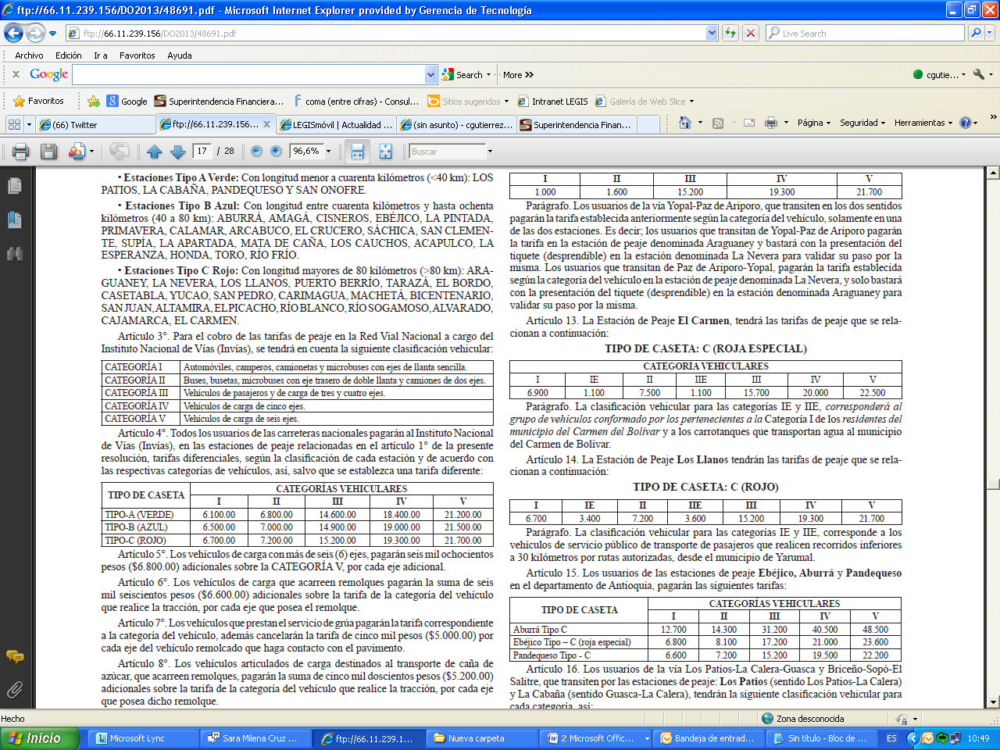 ftp://66.11.239.156/DO2013/48691.pdf - Microsoft Internet Explorer provided by Gerencia de Tecnología
ftp://66.11.239.156/DO2013/48691.pdf
Live Search
Archivo Edición Ir a Favoritos Ayuda
x Google Search More >> cgutie...
Favoritos Google Superintendencia Financiera... coma (entre cifras) - Consul... Sitios sugeridos Intranet LEGIS Galería de Web Slice
(66) Twitter ftp://66.11.239.156... x LEGISmóvil | Actualidad ... (sin asunto) - cgutierrez... Superintendencia Finan... Página Seguridad Herramientas
17 / 28 96,6% Buscar
• Estaciones Tipo A Verde: Con longitud menor a cuarenta kilómetros (<40 km): LOS
PATIOS, LA CABAÑA, PANDEQUESO Y SAN ONOFRE.
• Estaciones Tipo B Azul: Con longitud entre cuarenta kilómetros y hasta ochenta
kilómetros (40 a 80 km): ABURRÁ, AMAGÁ, CISNEROS, EBÉJICO, LA PINTADA,
PRIMAVERA, CALAMAR, ARCABUCO, EL CRUCERO, SÁCHICA, SAN CLEMEN-
TE, SUPÍA, LA APARTADA, MATA DE CAÑA, LOS CAUCHOS, ACAPULCO, LA
ESPERANZA, HONDA, TORO, RÍO FRÍO.
• Estaciones Tipo C Rojo: Con longitud mayores de 80 kilómetros (>80 km): ARA-
GUANEY, LA NEVERA, LOS LLANOS, PUERTO BERRÍO, TARAZÁ, EL BORDO,
CASETABLA, YUCAO, SAN PEDRO, CARIMAGUA, MACHETÁ, BICENTENARIO,
SAN JUAN, ALTAMIRA, EL PICACHO, RÍO BLANCO, RÍO SOGAMOSO, ALVARADO,
CAJAMARCA, EL CARMEN.
Artículo 3°. Para el cobro de las tarifas de peaje en la Red Vial Nacional a cargo del
Instituto Nacional de Vías (Invías), se tendrá en cuenta la siguiente clasificación vehicular:
CATEGORÍA I Automóviles, camperos, camionetas y microbuses con ejes de llanta sencilla.
CATEGORÍA II Buses, busetas, microbuses con eje trasero de doble llanta y camiones de dos ejes.
CATEGORÍA III Vehículos de pasajeros y de carga de tres y cuatro ejes.
CATEGORÍA IV Vehículos de carga de cinco ejes.
CATEGORÍA V Vehículos de carga de seis ejes.
Artículo 4°. Todos los usuarios de las carreteras nacionales pagarán al Instituto Nacional
de Vías (Invías), en las estaciones de peaje relacionadas en el artículo 1° de la presente
resolución, tarifas diferenciales, según la clasificación de cada estación y de acuerdo con
las respectivas categorías de vehículos, así, salvo que se establezca una tarifa diferente:
TIPO DE CASETA CATEGORÍAS VEHICULARES
I II III IV V
TIPO-A (VERDE) 6.100.00 6.800.00 14.600.00 18.400.00 21.200.00
TIPO-B (AZUL) 6.500.00 7.000.00 14.900.00 19.000.00 21.500.00
TIPO-C (ROJO) 6.700.00 7.200.00 15.200.00 19.300.00 21.700.00
Artículo 5°. Los vehículos de carga con más de seis (6) ejes, pagarán seis mil ochocientos
pesos ($6.800.00) adicionales sobre la CATEGORÍA V, por cada eje adicional.
Artículo 6°. Los vehículos de carga que acarreen remolques pagarán la suma de seis
mil seiscientos pesos ($6.600.00) adicionales sobre la tarifa de la categoría del vehículo
que realice la tracción, por cada eje que posea el remolque.
Artículo 7°. Los vehículos que prestan el servicio de grúa pagarán la tarifa correspondiente
a la categoría del vehículo, además cancelarán la tarifa de cinco mil pesos ($5.000.00) por
cada eje del vehículo remolcado que haga contacto con el pavimento.
Artículo 8°. Los vehículos articulados de carga destinados al transporte de caña de
azúcar, que acarreen remolques, pagarán la suma de cinco mil doscientos pesos ($5.200.00)
adicionales sobre la tarifa de la categoría del vehículo que realice la tracción, por cada eje
que posea dicho remolque.
I II III IV V
1.000 1.600 15.200 19.300 21.700
Parágrafo. Los usuarios de la vía Yopal-Paz de Ariporo, que transiten en los dos sentidos
pagarán la tarifa establecida anteriormente según la categoría del vehículo, solamente en una
de las dos estaciones. Es decir; los usuarios que transitan de Yopal-Paz de Ariporo pagarán
la tarifa en la estación de peaje denominada Araguaney y bastará con la presentación del
tiquete (desprendible) en la estación denominada La Nevera para validar su paso por la
misma. Los usuarios que transitan de Paz de Ariporo-Yopal, pagarán la tarifa establecida
según la categoría del vehículo en la estación de peaje denominada La Nevera, y solo bastará
con la presentación del tiquete (desprendible) en la estación denominada Araguaney para
validar su paso por la misma.
Artículo 13. La Estación de Peaje El Carmen, tendrá las tarifas de peaje que se rela-
cionan a continuación:
TIPO DE CASETA: C (ROJA ESPECIAL)
CATEGORÍA VEHICULARES
I IE II IIE III IV V
6.900 1.100 7.500 1.100 15.700 20.000 22.500
Parágrafo. La clasificación vehicular para las categorías IE y IIE, corresponderá al
grupo de vehículos conformado por los pertenecientes a la Categoría I de los residentes del
municipio del Carmen del Bolívar y a los carrotanques que transportan agua al municipio
del Carmen de Bolívar.
Artículo 14. La Estación de Peaje Los Llanos tendrán las tarifas de peaje que se rela-
cionan a continuación:
TIPO DE CASETA: C (ROJO)
I IE II IIE III IV V
6.700 3.400 7.200 3.600 15.200 19.300 21.700
Parágrafo. La clasificación vehicular para las categorías IE y IIE, corresponde a los
vehículos de servicio público de transporte de pasajeros que realicen recorridos inferiores
a 30 kilómetros por rutas autorizadas, desde el municipio de Yarumal.
Artículo 15. Los usuarios de las estaciones de peaje Ebéjico, Aburrá y Pandequeso
en el departamento de Antioquia, pagarán las siguientes tarifas:
TIPO DE CASETA CATEGORÍAS VEHICULARES
I II III IV V
Aburrá Tipo C 12.700 14.300 31.200 40.500 48.500
Ebéjico Tipo – C (roja especial) 6.800 8.100 17.200 21.000 23.600
Pandequeso Tipo - C 6.600 7.200 15.200 19.500 22.200
Artículo 16. Los usuarios de la vía Los Patios-La Calera-Guasca y Briceño-Sopó-El
Salitre, que transiten por las estaciones de peaje: Los Patios (sentido Los Patios-La Calera)
y La Cabaña (sentido Guasca-La Calera), tendrán la siguiente clasificación vehicular para
cada categoría, así:
Hecho Zona desconocida
Inicio Microsoft Lync Sara Milena Cruz ... ftp://66.11.239.1... Nueva carpeta 2 Microsoft Offic... Bandeja de entrad... Sin título - Bloc de ... ES 10:49